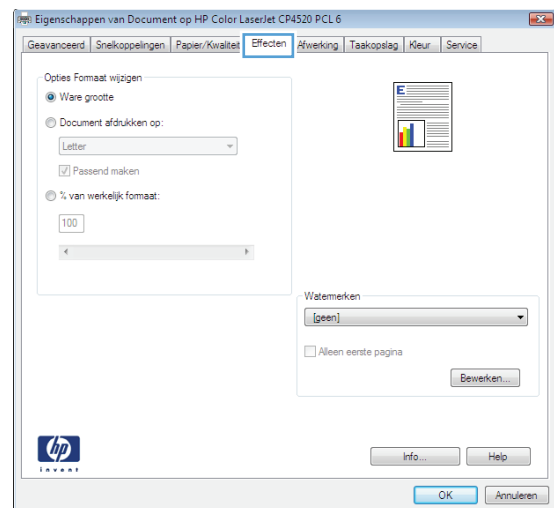 Eigenschappen van Document op HP Color LaserJet CP4520 PCL 6
Geavanceerd Snelkoppelingen Papier/Kwaliteit Effecten Afwerking Taakopslag Kleur Service
Opties Formaat wijzigen
Ware grootte
Document afdrukken op:
Letter
Passend maken
% van werkelijk formaat:
100
E
Watermerken
[geen]
Alleen eerste pagina
Bewerken...
hp
invent
Info... Help
OK Annuleren